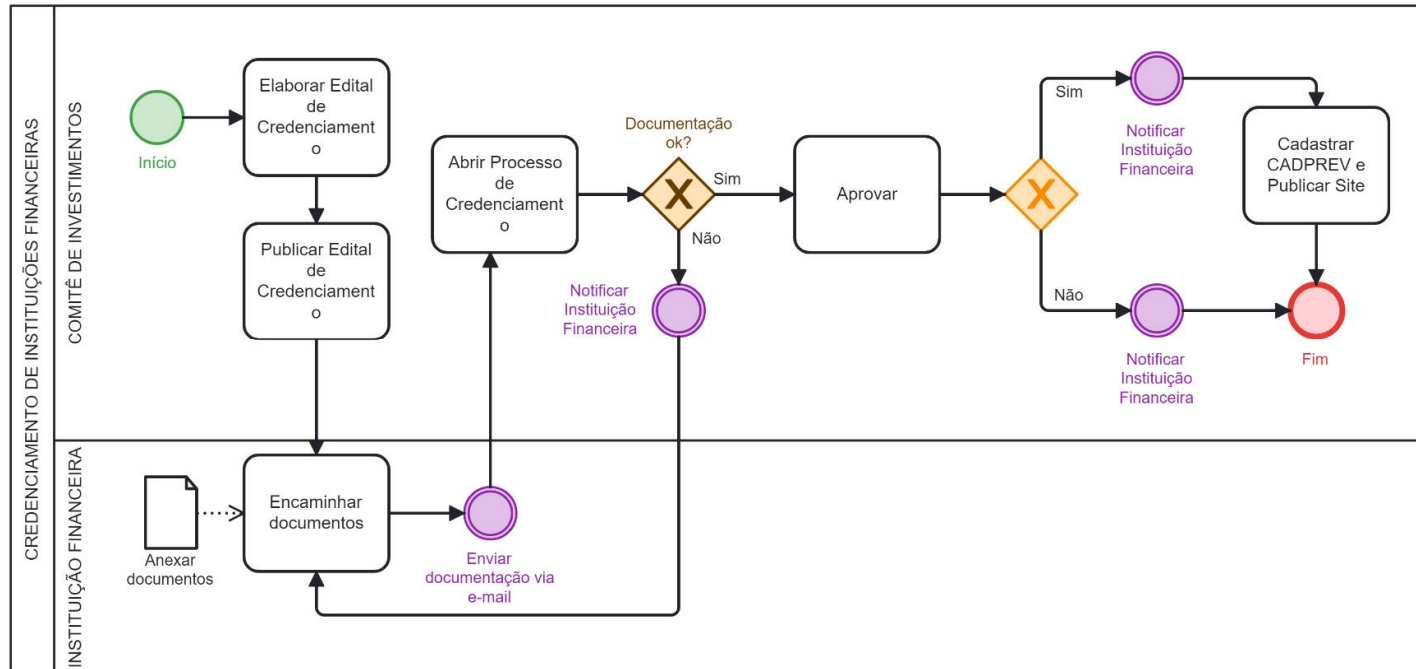 CREDENCIAMENTO DE INSTITUIÇÕES FINANCEIRAS
COMITÊ DE INVESTIMENTOS
Início
Elaborar Edital
de
Credenciament
o
Publicar Edital
de
Credenciament
o
Abrir Processo
de
Credenciament
o
Documentação
ok?
Sim
Não
Notificar
Instituição
Financeira
Aprovar
Sim
Notificar
Instituição
Financeira
Cadastrar
CADPREV e
Publicar Site
Não
Notificar
Instituição
Financeira
Fim
INSTITUIÇÃO FINANCEIRA
Anexar
documentos
Encaminhar
documentos
Enviar
documentação via
e-mail